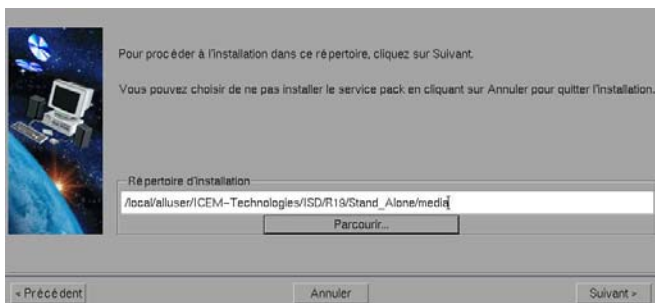 Pour procéder à l'installation dans ce répertoire, cliquez sur Suivant.
Vous pouvez choisir de ne pas installer le service pack en cliquant sur Annuler pour quitter l'installation.
Répertoire d'installation
/local/alluser/ICEM-Technologies/ISD/R19/Stand_Alone/media
Parcourir...
< Précédent
Annuler
Suivant >